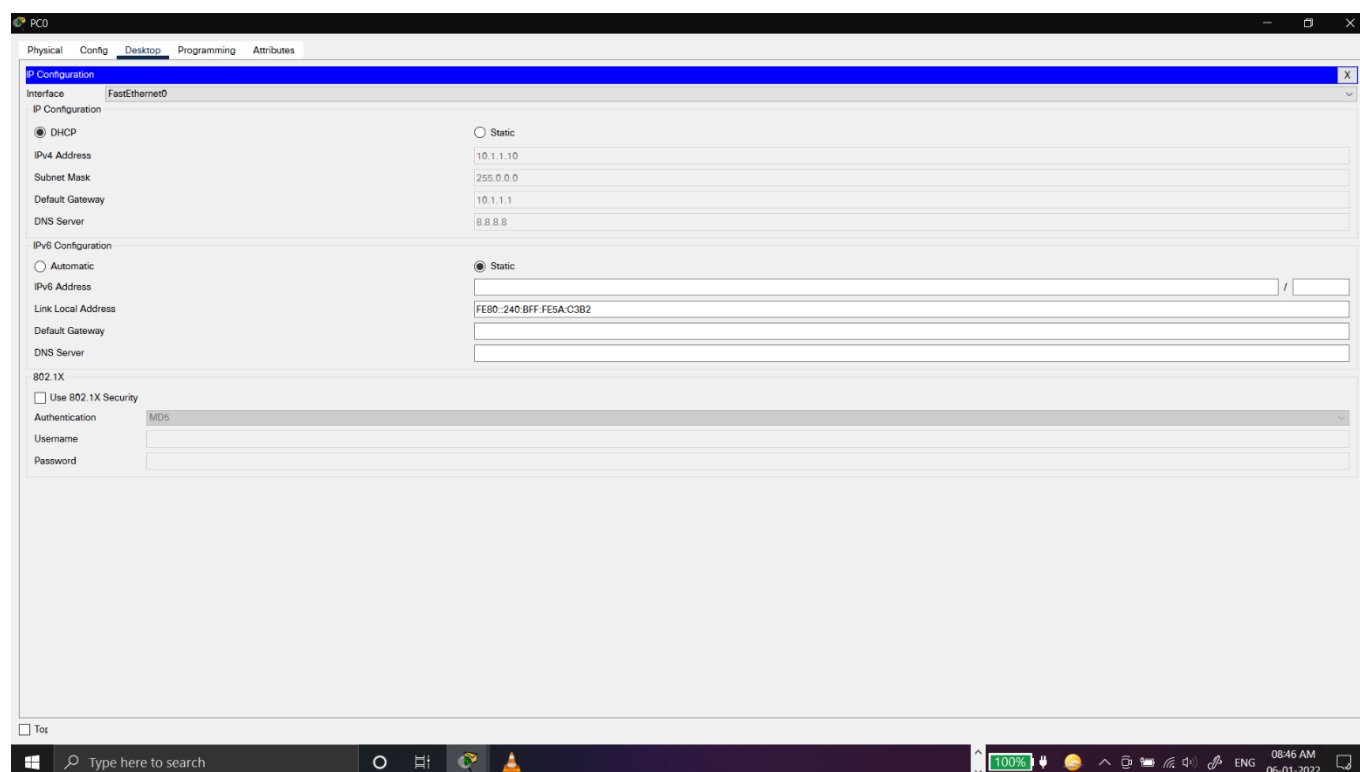 PC0
Physical Config Desktop Programming Attributes
IP Configuration X
Interface FastEthernet0
IP Configuration
DHCP Static
IPv4 Address 10.1.1.10
Subnet Mask 255.0.0.0
Default Gateway 10.1.1.1
DNS Server 8.8.8.8
IPv6 Configuration
Automatic Static
IPv6 Address /
Link Local Address FE80::240:BFF:FE5A:C3B2
Default Gateway
DNS Server
802.1X
Use 802.1X Security
Authentication MD5
Username
Password
Top
Type here to search 100% ENG 08:46 AM
06-01-2022